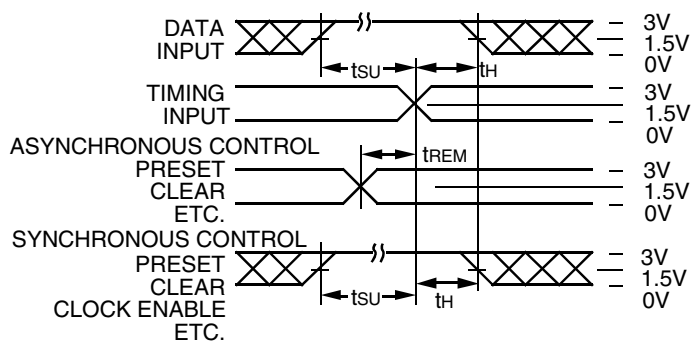 DATA INPUT
3V
1.5V
0V
tSU
tH
TIMING INPUT
3V
1.5V
0V
ASYNCHRONOUS CONTROL
tREM
PRESET
CLEAR
ETC.
3V
1.5V
0V
SYNCHRONOUS CONTROL
PRESET
CLEAR
CLOCK ENABLE
ETC.
3V
1.5V
0V
tSU
tH